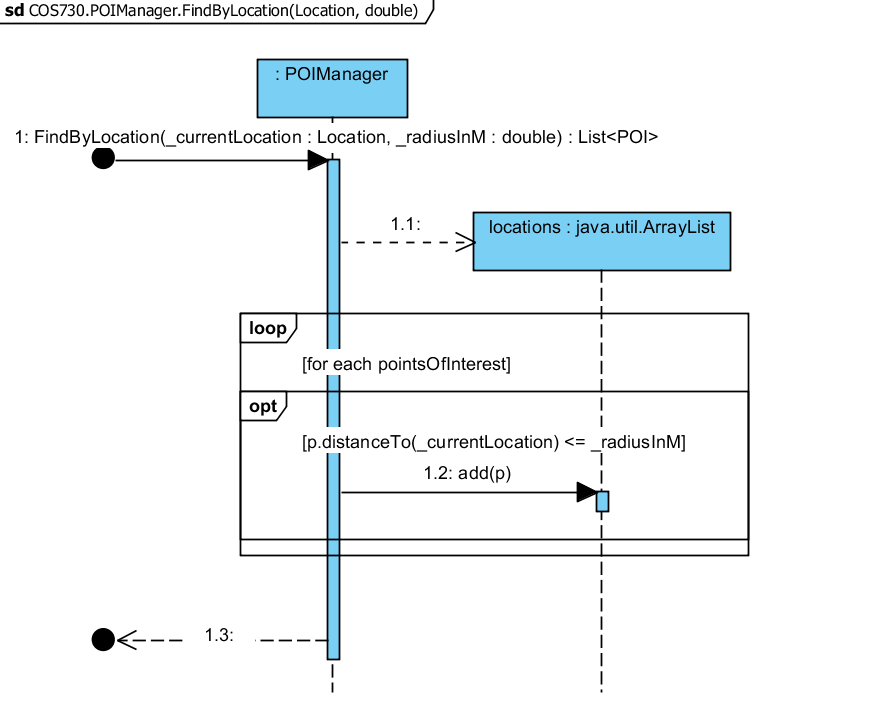 sd COS730.POIManager.FindByLocation(Location, double)
: POIManager
1: FindByLocation(_currentLocation : Location, _radiusInM : double) : List<POI>
1.1:
locations : java.util.ArrayList
loop
[for each pointsOfInterest]
opt
[p.distanceTo(_currentLocation) <= _radiusInM]
1.2: add(p)
1.3: